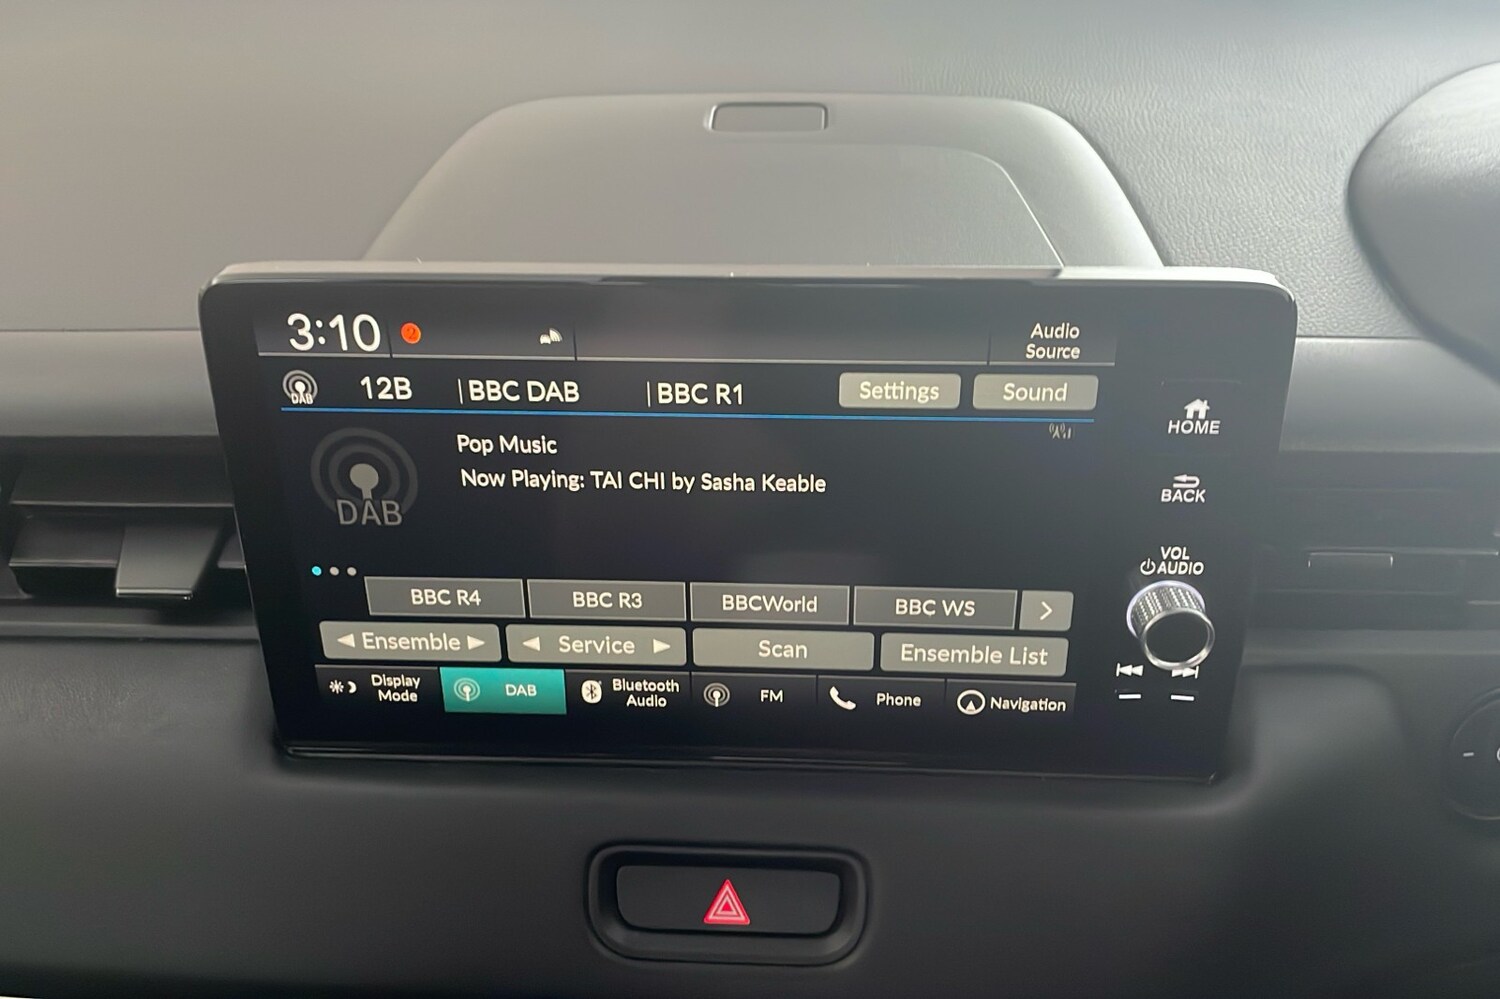 3:10 2 Audio
Source
DAB 12B BBC DAB BBC R1 Settings Sound
Pop Music
Now Playing: TAI CHI by Sasha Keable
DAB
BBC R4 BBC R3 BBCWorld BBC WS
Ensemble Service Scan Ensemble List
Display
Mode
DAB
Bluetooth
Audio
FM
Phone
Navigation
HOME
BACK
VOL
AUDIO